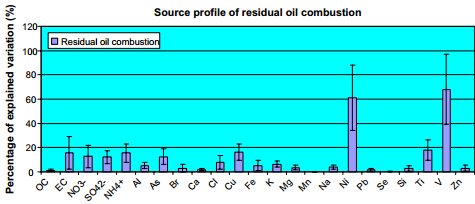 Source profile of residual oil combustion
Percentage of explained variation (%)
120
100
80
60
40
20
0
Residual oil combustion
OC
EC
NO3-
SO42-
NH4+
Al
As
Br
Ca
Cl
Cu
Fe
K
Mg
Mn
Na
NI
Pb
Se
Si
Ti
V
Zn